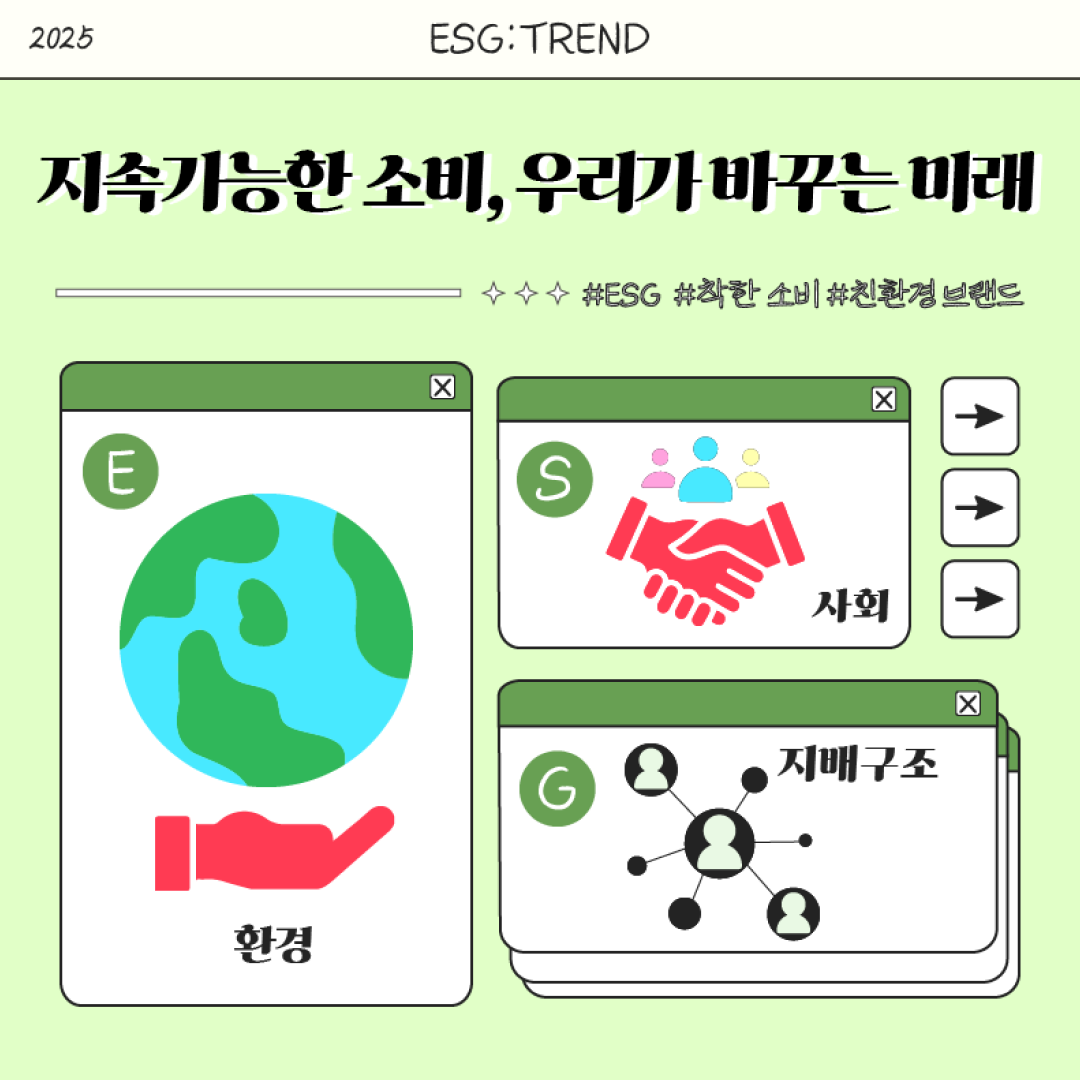 2025
ESG:TREND
지속가능한 소비, 우리가 바꾸는 미래
#ESG #착한 소비 #친환경 브랜드
E
환경
S
사회
G
지배구조